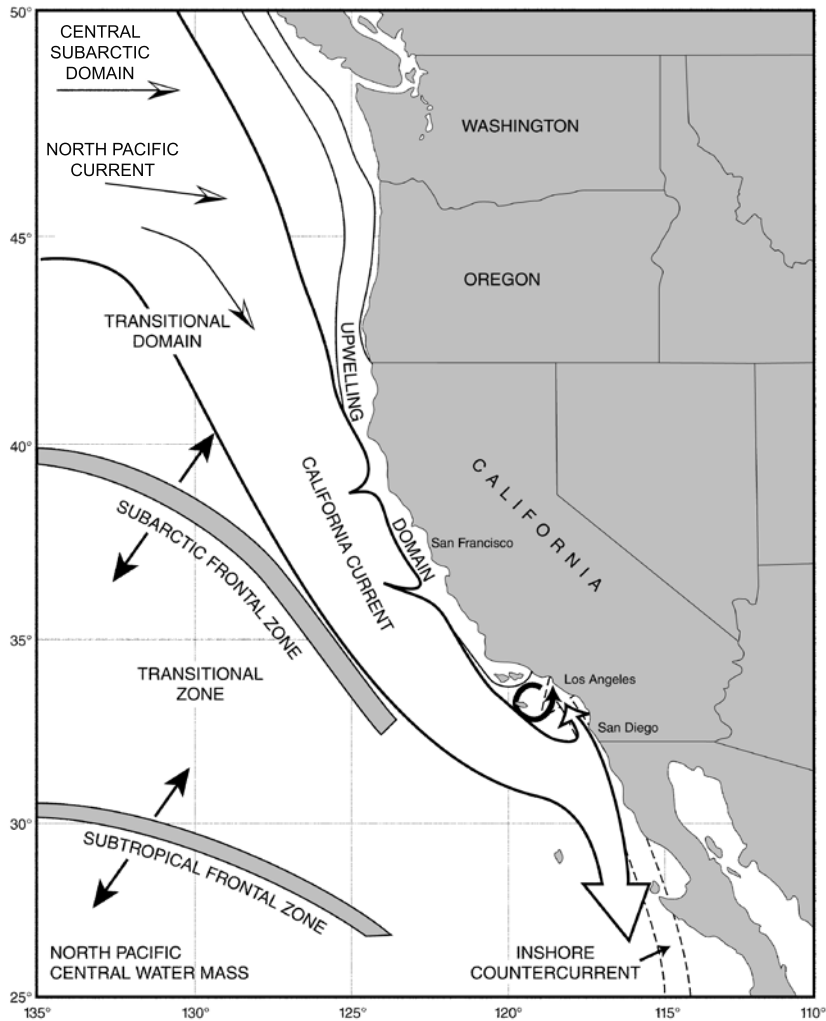 50°
CENTRAL
SUBARCTIC
DOMAIN
WASHINGTON
NORTH PACIFIC
CURRENT
45°
OREGON
TRANSITIONAL
DOMAIN
UPWELLING
DOMAIN
40°
CALIFORNIA CURRENT
CALIFORNIA
SUBARCTIC FRONTAL ZONE
San Francisco
35°
TRANSITIONAL
ZONE
Los Angeles
San Diego
30°
SUBTROPICAL FRONTAL ZONE
NORTH PACIFIC
CENTRAL WATER MASS
INSHORE
COUNTERCURRENT
25°
135°
130°
125°
120°
115°
110°